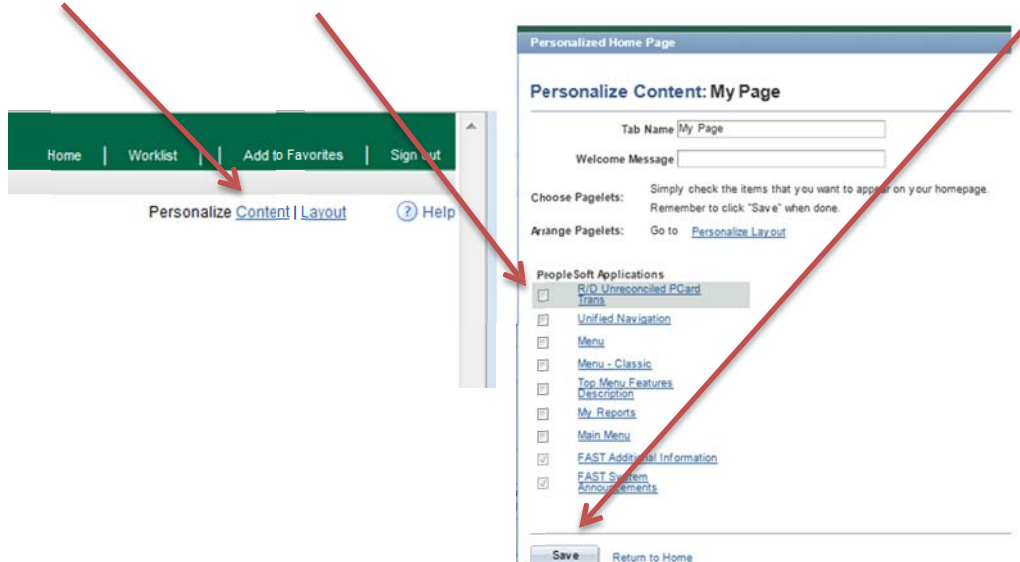 Home | Worklist | | Add to Favorites | Sign out
Personalize Content | Layout ? Help
Personalized Home Page
Personalize Content: My Page
Tab Name My Page
Welcome Message
Choose Pagelets: Simply check the items that you want to appear on your homepage.
Remember to click "Save" when done.
Arrange Pagelets: Go to Personalize Layout
PeopleSoft Applications
R/D Unreconciled PCard
Trans
Unified Navigation
Menu
Menu - Classic
Top Menu Features
Description
My Reports
Main Menu
FAST Additional Information
FAST System
Announcements
Save Return to Home